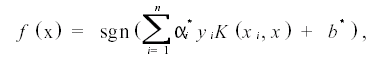 f (x) = sgn (∑_{i=1}^{n} α_i^* y_i K (x_i, x) + b^*),